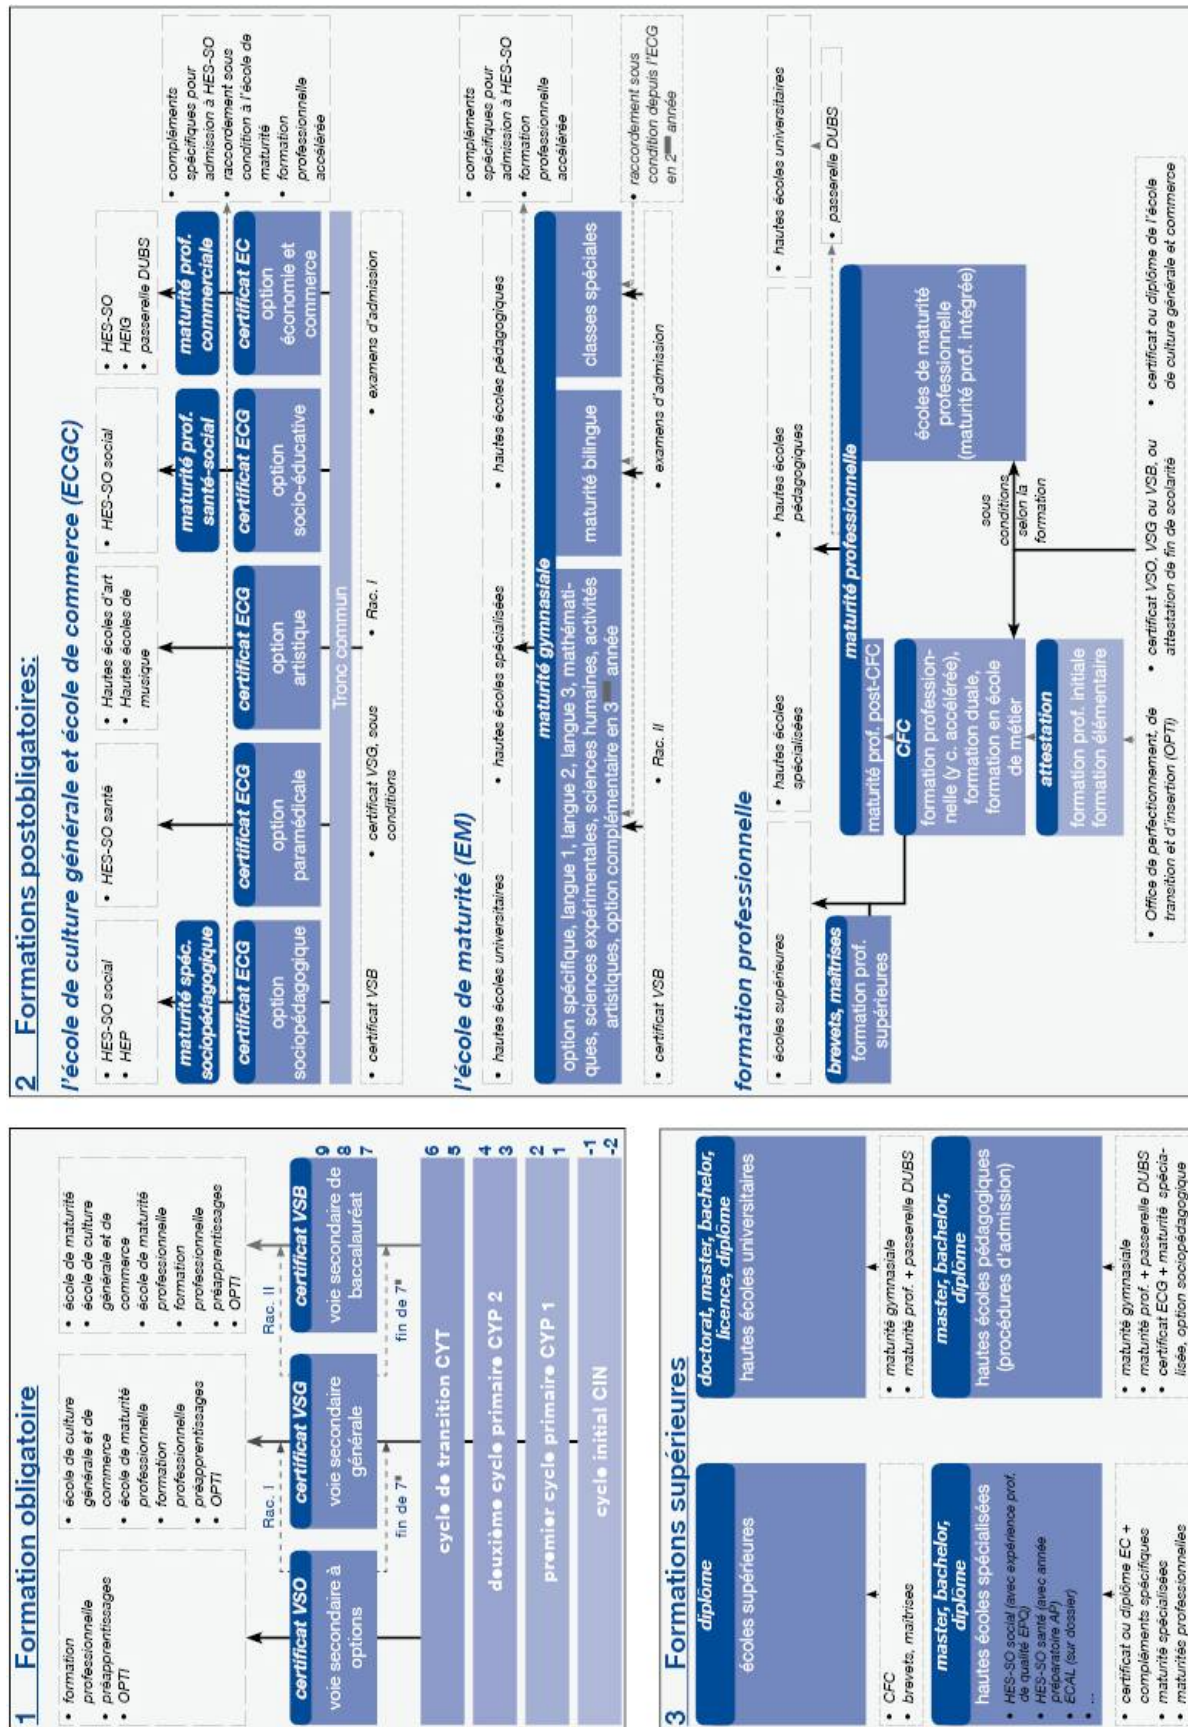 1 Formation obligatoire
• formation
professionnelle
• préapprentissages
• OPTI
• école de culture
générale et de
commerce
• école de maturité
professionnelle
• formation
professionnelle
• préapprentissages
• OPTI
• école de maturité
• école de culture
générale et de
commerce
• école de maturité
professionnelle
• formation
professionnelle
• préapprentissages
• OPTI
Rac. I
Rac. II
certificat VSO
voie secondaire à
options
certificat VSG
voie secondaire
générale
certificat VSB
voie secondaire de
baccalauréat
9
8
7
fin de 7
fin de 7
cycle de transition CYT
6
5
deuxième cycle primaire CYP 2
4
3
premier cycle primaire CYP 1
2
1
cycle initial CIN
-1
-2
2 Formations postobligatoires:
l'école de culture générale et école de commerce (ECGC)
• HES-SO social
• HEP
• HES-SO santé
• Hautes écoles d'art
• Hautes écoles de
musique
• HES-SO social
• HES-SO
• HEIG
• passerelle DUBS
maturité spéc.
sociopédagogique
maturité prof.
santé-social
maturité prof.
commerciale
certificat ECG
option
sociopédagogique
certificat ECG
option
paramédicale
certificat ECG
option
artistique
certificat ECG
option
socio-éducative
certificat EC
option
économie et
commerce
• compléments
spécifiques pour
admission à HES-SO
• raccordement sous
condition à l'école de
maturité
• formation
professionnelle
accélérée
Tronc commun
• certificat VSB
• certificat VSG, sous
conditions
• Rac. I
• examens d'admission
l'école de maturité (EM)
• hautes écoles universitaires
• hautes écoles spécialisées
• hautes écoles pédagogiques
• compléments
spécifiques pour
admission à HES-SO
• formation
professionnelle
accélérée
maturité gymnasiale
option spécifique, langue 1, langue 2, langue 3, mathémati-
ques, sciences expérimentales, sciences humaines, activités
artistiques, option complémentaire en 3 année
maturité bilingue
classes spéciales
• raccordement sous
condition depuis l'ECG
en 2 année
• certificat VSB
• Rac. II
• examens d'admission
formation professionnelle
• écoles supérieures
• hautes écoles
spécialisées
• hautes écoles
pédagogiques
• hautes écoles universitaires
• passerelle DUBS
brevets, maîtrises
formation prof.
supérieures
maturité professionnelle
maturité prof. post-CFC
écoles de maturité
professionnelle
(maturité prof. intégrée)
CFC
formation profession-
nelle (y c. accélérée),
formation duale,
formation en école
de métier
sous
conditions
selon la
formation
attestation
formation prof. initiale
formation élémentaire
• Office de perfectionnement, de
transition et d'insertion (OPTI)
• certificat VSO, VSG ou VSB, ou
attestation de fin de scolarité
• certificat ou diplôme de l'école
de culture générale et commerce
3 Formations supérieures
diplôme
écoles supérieures
• CFC
• brevets, maîtrises
doctorat, master, bachelor,
licence, diplôme
hautes écoles universitaires
• maturité gymnasiale
• maturité prof. + passerelle DUBS
master, bachelor,
diplôme
hautes écoles spécialisées
• HES-SO social (avec expérience prof.
de qualité EPQ)
• HES-SO santé (avec année
préparatoire AP)
• ECAL (sur dossier)
• ...
• certificat ou diplôme EC +
compléments spécifiques
• maturité spécialisées
• maturités professionnelles
master, bachelor,
diplôme
hautes écoles pédagogiques
(procédures d'admission)
• maturité gymnasiale
• maturité prof. + passerelle DUBS
• certificat ECG + maturité spécia-
lisée, option sociopédagogique